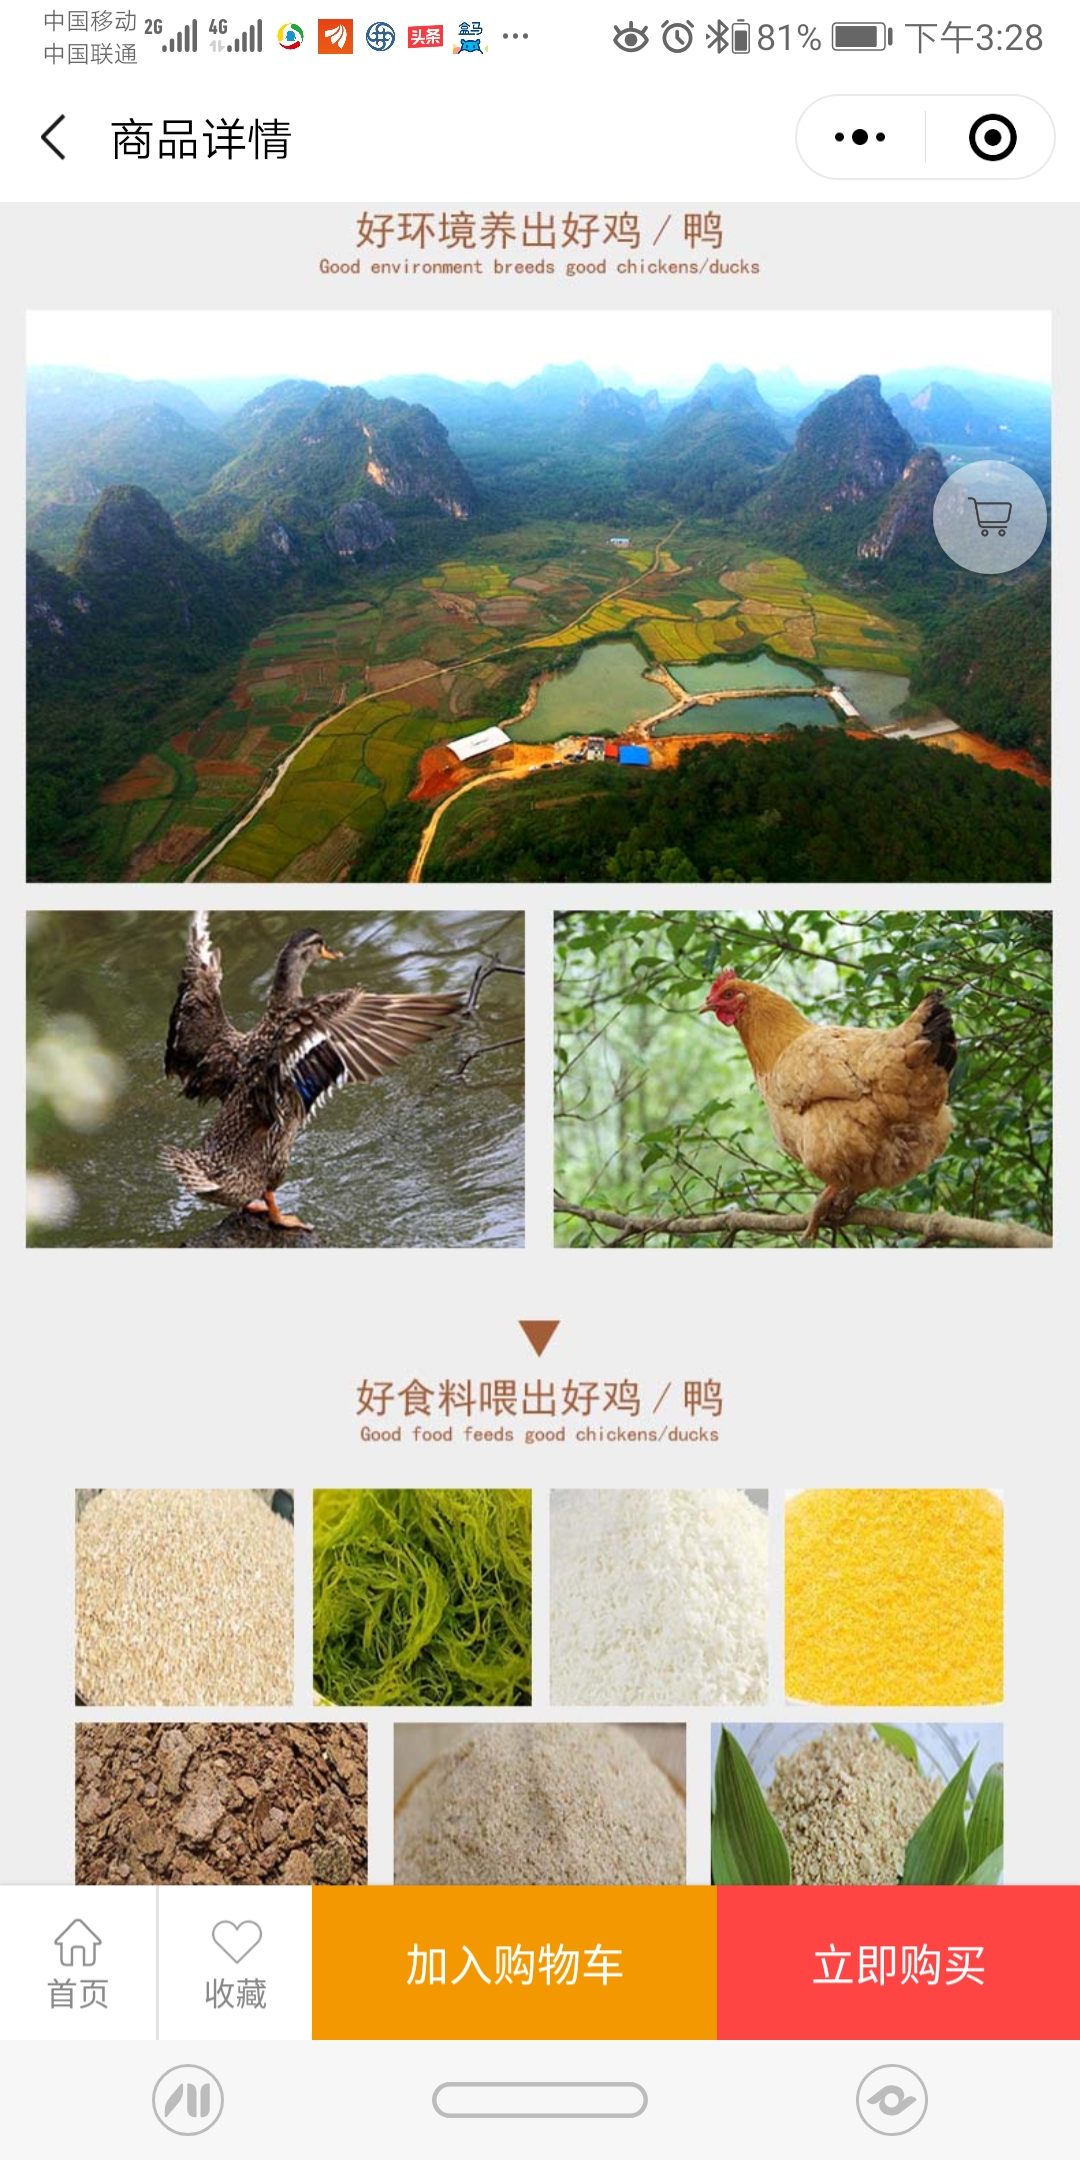 中国移动 2G 4G 头条 盒马 81% 下午3:28
中国联通
商品详情
好环境养出好鸡 / 鸭
Good environment breeds good chickens/ducks
好食料喂出好鸡 / 鸭
Good food feeds good chickens/ducks
首页 收藏 加入购物车 立即购买